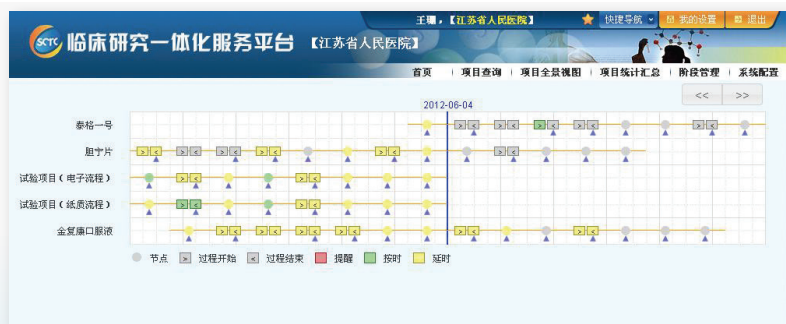 王珊，【江苏省人民医院】 快捷导航 我的设置 退出
SCTC 临床研究一体化服务平台 【江苏省人民医院】
首页 项目查询 项目全景视图 项目统计汇总 阶段管理 系统配置
<< >>
2012-06-04
泰格一号
胆宁片
试验项目（电子流程）
试验项目（纸质流程）
金复康口服液
节点 > 过程开始 < 过程结束 提醒 按时 延时